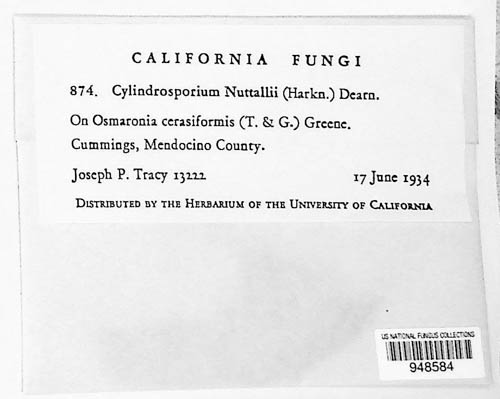 CALIFORNIA FUNGI
874. Cylindrosporium Nuttallii (Harkn.) Dearn.
On Osmaronia cerasiformis (T. & G.) Greene.
Cummings, Mendocino County.
Joseph P. Tracy 13222 17 June 1934
DISTRIBUTED BY THE HERBARIUM OF THE UNIVERSITY OF CALIFORNIA
US NATIONAL FUNGUS COLLECTIONS
948584